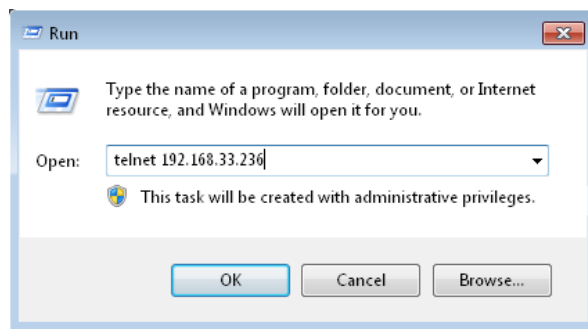 Run
Type the name of a program, folder, document, or Internet
resource, and Windows will open it for you.
Open: telnet 192.168.33.236
This task will be created with administrative privileges.
OK Cancel Browse...